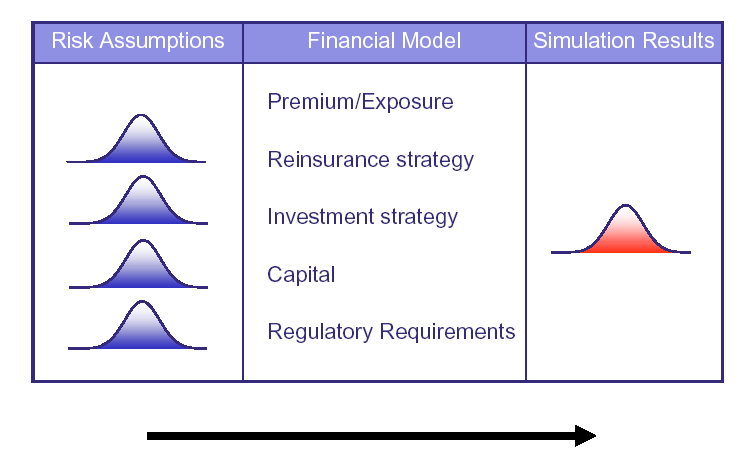 Risk Assumptions
Financial Model
Simulation Results
Premium/Exposure
Reinsurance strategy
Investment strategy
Capital
Regulatory Requirements